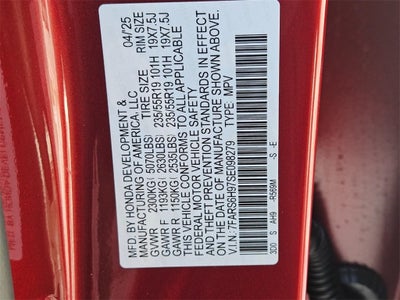 MFD. BY HONDA DEVELOPMENT & 04/25
MANUFACTURING OF AMERICA, LLC
TIRE SIZE RIM SIZE
GVWR 2300KG( 5070LBS)
GAWR F 1193KG( 2630LBS) 235/55R19 101H 19X7.5J
GAWR R 1150KG( 2535LBS) 235/55R19 101H 19X7.5J
THIS VEHICLE CONFORMS TO ALL APPLICABLE
FEDERAL MOTOR VEHICLE SAFETY,
AND THEFT PREVENTION STANDARDS IN EFFECT
ON THE DATE OF MANUFACTURE SHOWN ABOVE.
V.I.N: 7FARS6H97SE098279 TYPE: MPV
3D0 S AH9 -R569M -S -E